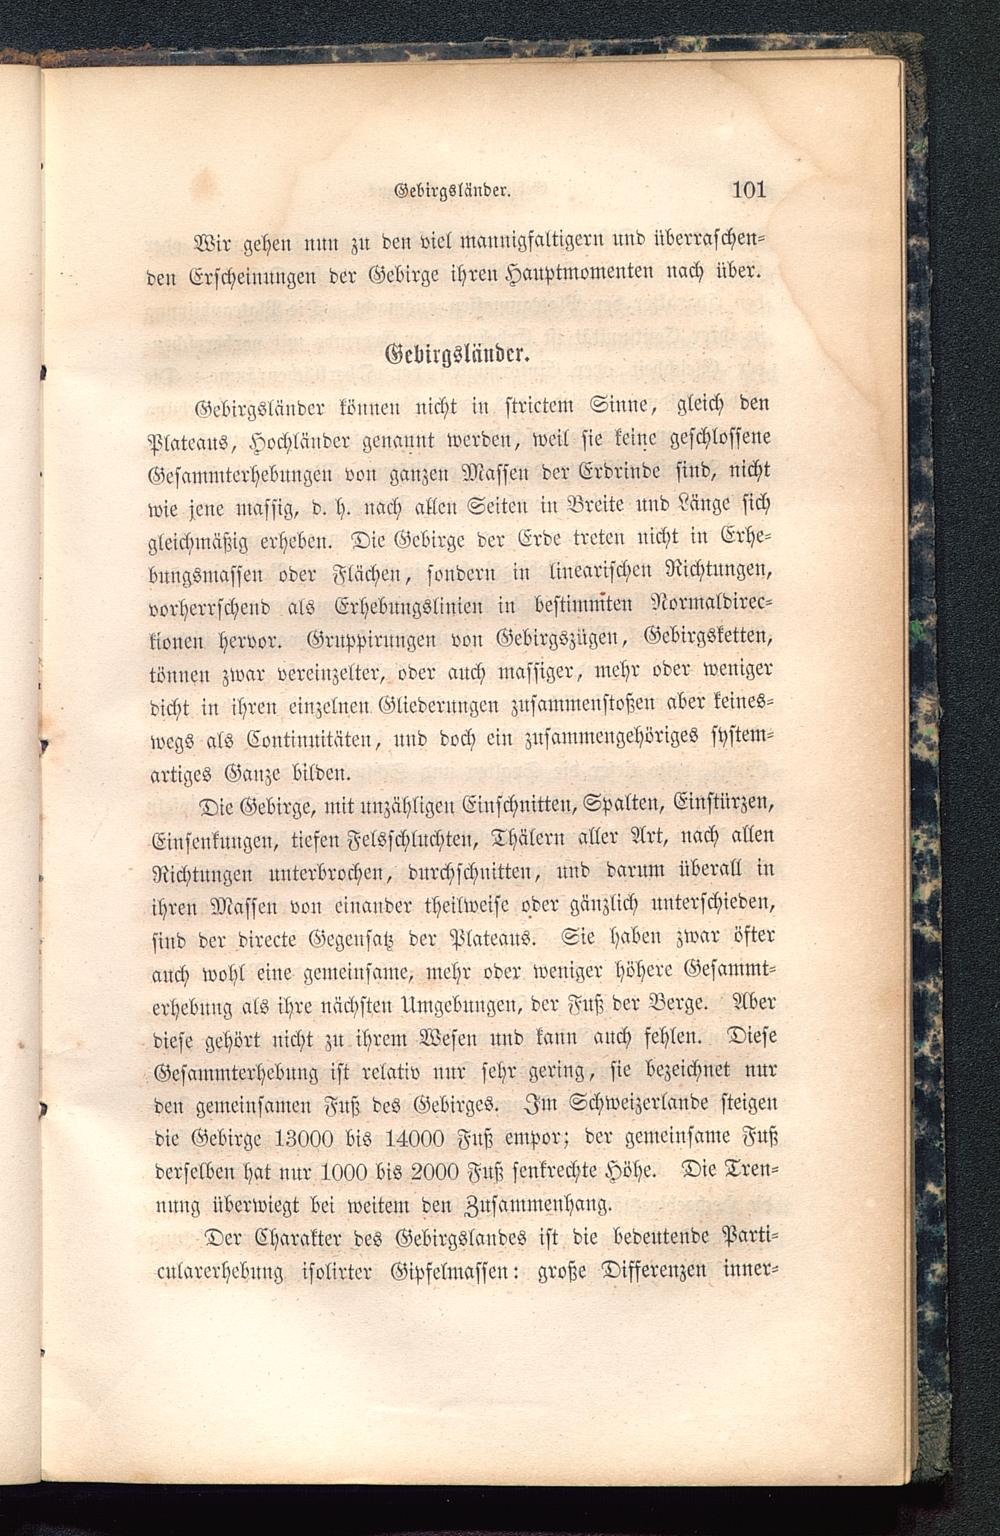 Gebirgsländer. 101
Wir gehen nun zu den viel mannigfaltigern und überraschen-
den Erscheinungen der Gebirge ihren Hauptmomenten nach über.
Gebirgsländer.
Gebirgsländer können nicht in strictem Sinne, gleich den
Plateaus, Hochländer genannt werden, weil sie keine geschlossene
Gesammterhebungen von ganzen Massen der Erdrinde sind, nicht
wie jene massig, d. h. nach allen Seiten in Breite und Länge sich
gleichmäßig erheben. Die Gebirge der Erde treten nicht in Erhe-
bungsmassen oder Flächen, sondern in linearischen Richtungen,
vorherrschend als Erhebungslinien in bestimmten Normaldirec-
kionen hervor. Gruppirungen von Gebirgszügen, Gebirgsketten,
tönnen zwar vereinzelter, oder auch massiger, mehr oder weniger
dicht in ihren einzelnen Gliederungen zusammenstoßen aber keines-
wegs als Continuitäten, und doch ein zusammengehöriges system-
artiges Ganze bilden.
Die Gebirge, mit unzähligen Einschnitten, Spalten, Einstürzen,
Einsenkungen, tiefen Felsschluchten, Thälern aller Art, nach allen
Richtungen unterbrochen, durchschnitten, und darum überall in
ihren Massen von einander theilweise oder gänzlich unterschieden,
sind der directe Gegensatz der Plateaus. Sie haben zwar öfter
auch wohl eine gemeinsame, mehr oder weniger höhere Gesammt-
erhebung als ihre nächsten Umgebungen, der Fuß der Berge. Aber
diese gehört nicht zu ihrem Wesen und kann auch fehlen. Diese
Gesammterhebung ist relativ nur sehr gering, sie bezeichnet nur
den gemeinsamen Fuß des Gebirges. Im Schweizerlande steigen
die Gebirge 13000 bis 14000 Fuß empor; der gemeinsame Fuß
derselben hat nur 1000 bis 2000 Fuß senkrechte Höhe. Die Tren-
nung überwiegt bei weitem den Zusammenhang.
Der Charakter des Gebirgslandes ist die bedeutende Parti-
cularerhebung isolirter Gipfelmassen: große Differenzen inner-